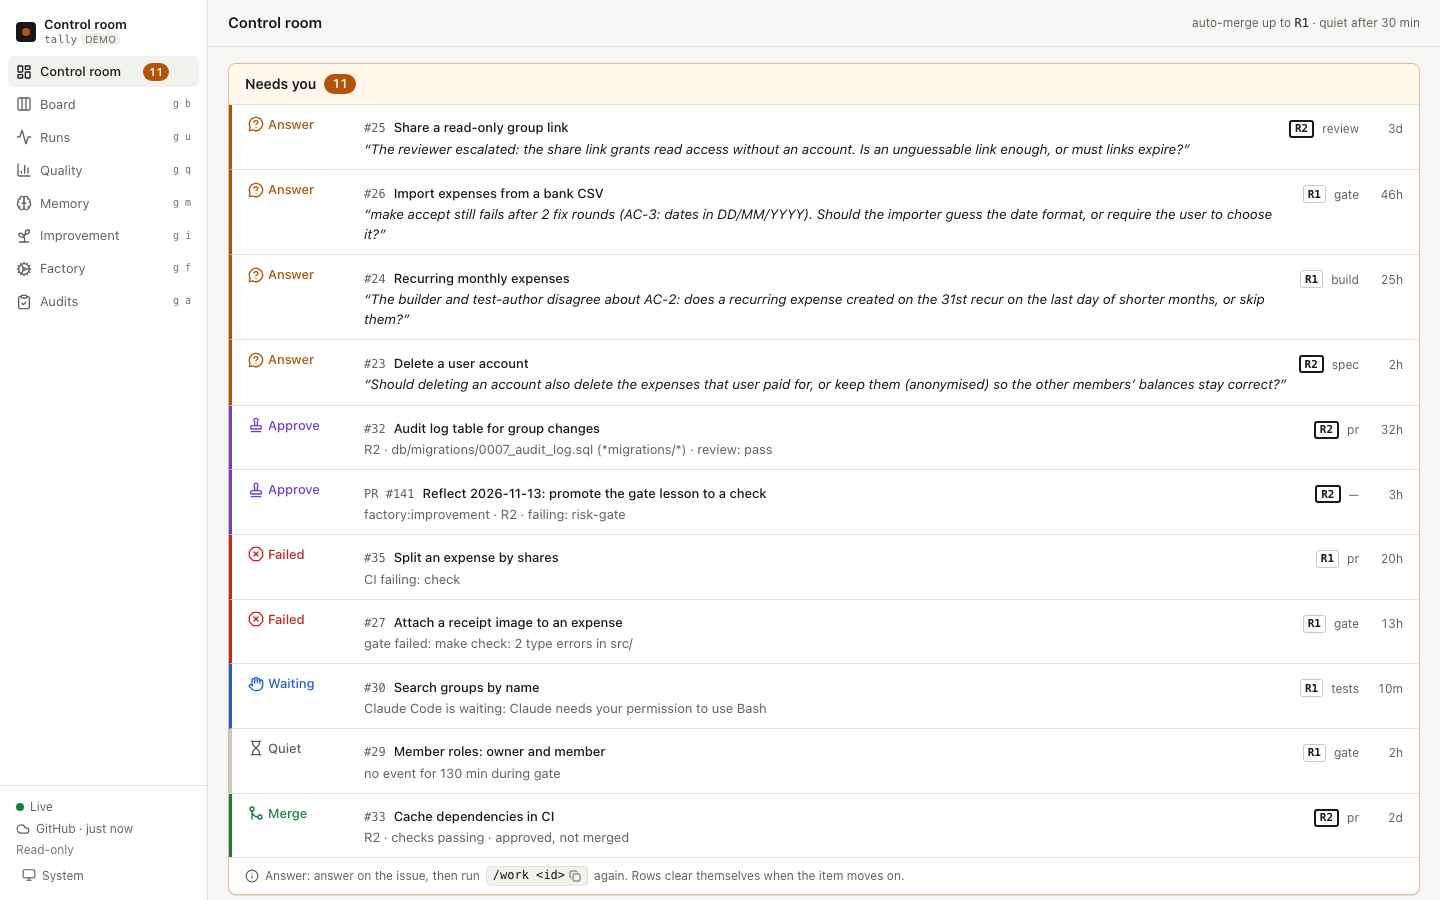 Control room
tally DEMO
Control room 11
Board g b
Runs g u
Quality g q
Memory g m
Improvement g i
Factory g f
Audits g a
Live
GitHub · just now
Read-only
System
Control room
auto-merge up to R1 · quiet after 30 min
Needs you 11
Answer #25 Share a read-only group link R2 review 3d
“The reviewer escalated: the share link grants read access without an account. Is an unguessable link enough, or must links expire?”
Answer #26 Import expenses from a bank CSV R1 gate 46h
“make accept still fails after 2 fix rounds (AC-3: dates in DD/MM/YYYY). Should the importer guess the date format, or require the user to choose
it?”
Answer #24 Recurring monthly expenses R1 build 25h
“The builder and test-author disagree about AC-2: does a recurring expense created on the 31st recur on the last day of shorter months, or skip
them?”
Answer #23 Delete a user account R2 spec 2h
“Should deleting an account also delete the expenses that user paid for, or keep them (anonymised) so the other members’ balances stay correct?”
Approve #32 Audit log table for group changes R2 pr 32h
R2 · db/migrations/0007_audit_log.sql (*migrations/*) · review: pass
Approve PR #141 Reflect 2026-11-13: promote the gate lesson to a check R2 — 3h
factory:improvement · R2 · failing: risk-gate
Failed #35 Split an expense by shares R1 pr 20h
CI failing: check
Failed #27 Attach a receipt image to an expense R1 gate 13h
gate failed: make check: 2 type errors in src/
Waiting #30 Search groups by name R1 tests 10m
Claude Code is waiting: Claude needs your permission to use Bash
Quiet #29 Member roles: owner and member R1 gate 2h
no event for 130 min during gate
Merge #33 Cache dependencies in CI R2 pr 2d
R2 · checks passing · approved, not merged
Answer: answer on the issue, then run /work <id> again. Rows clear themselves when the item moves on.